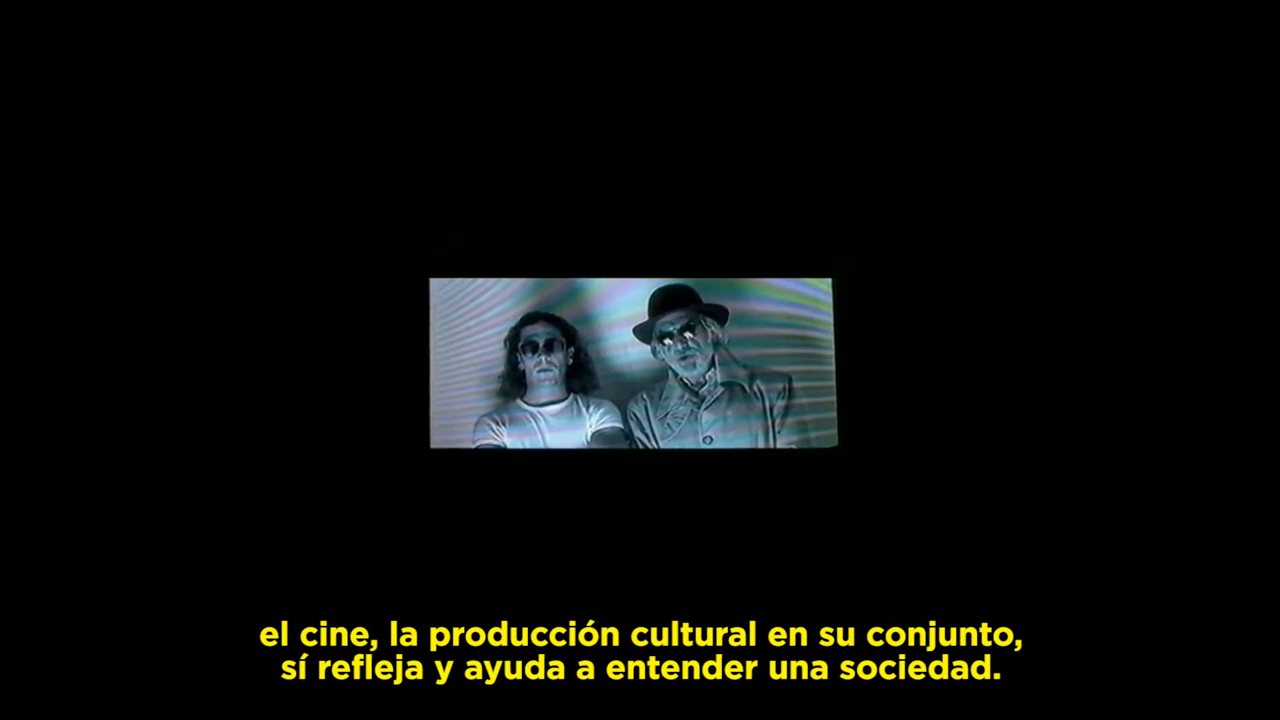 el cine, la producción cultural en su conjunto,
sí refleja y ayuda a entender una sociedad.